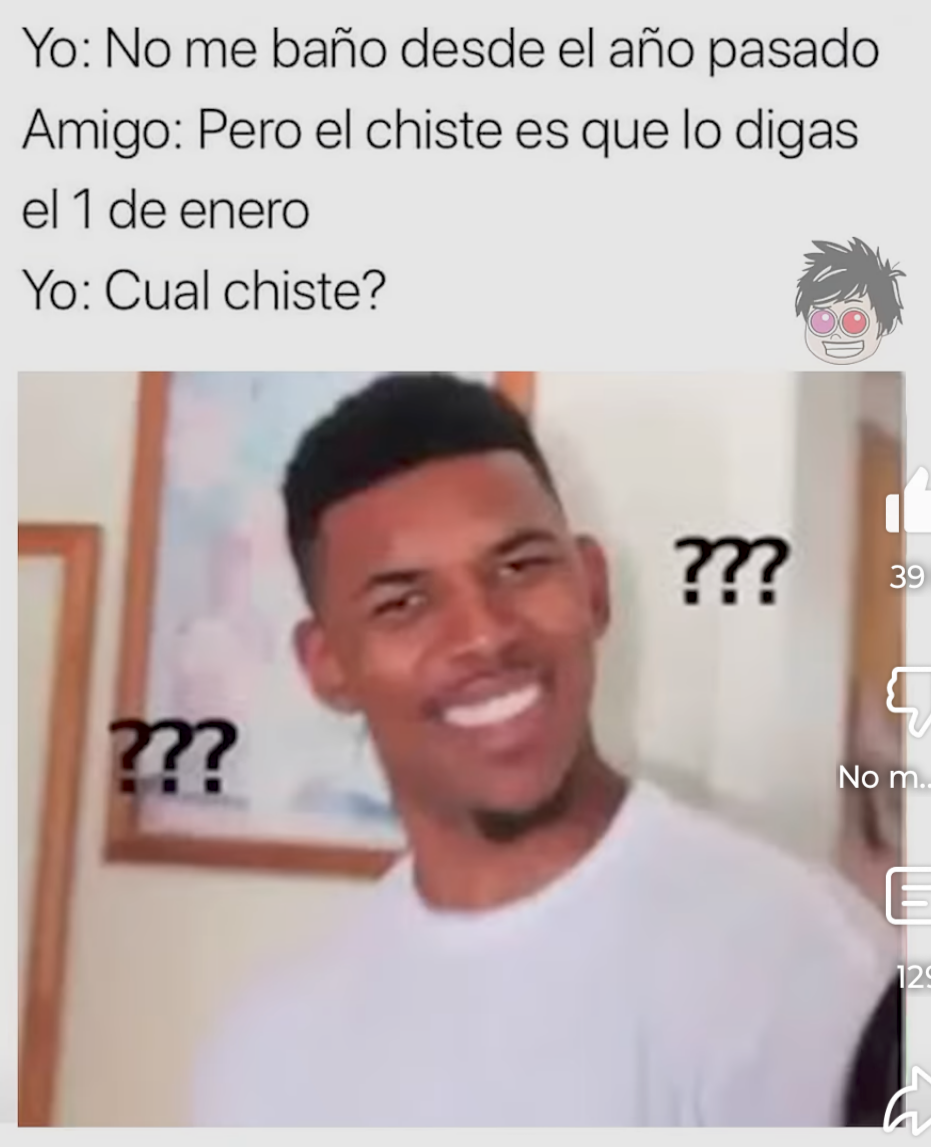 Yo: No me baño desde el año pasado
Amigo: Pero el chiste es que lo digas
el 1 de enero
Yo: Cual chiste?
???
39
???
No m..